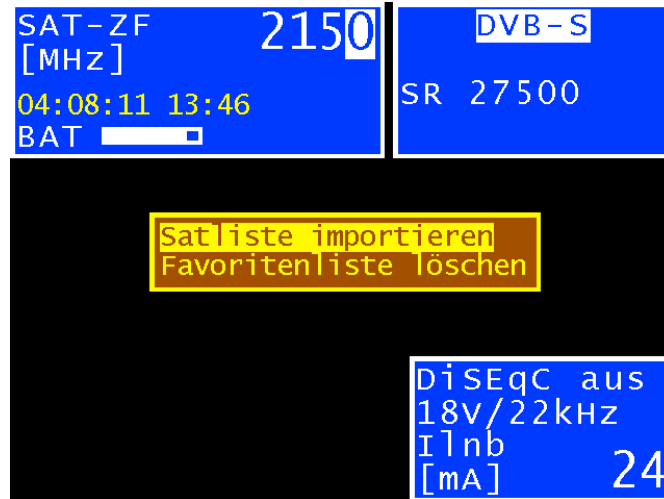 SAT-ZF 2150
[MHz]
04:08:11 13:46
BAT
DVB-S
SR 27500
Satliste importieren
Favoritenliste löschen
DiSEqC aus
18V/22kHz
Ilnb
[mA] 24